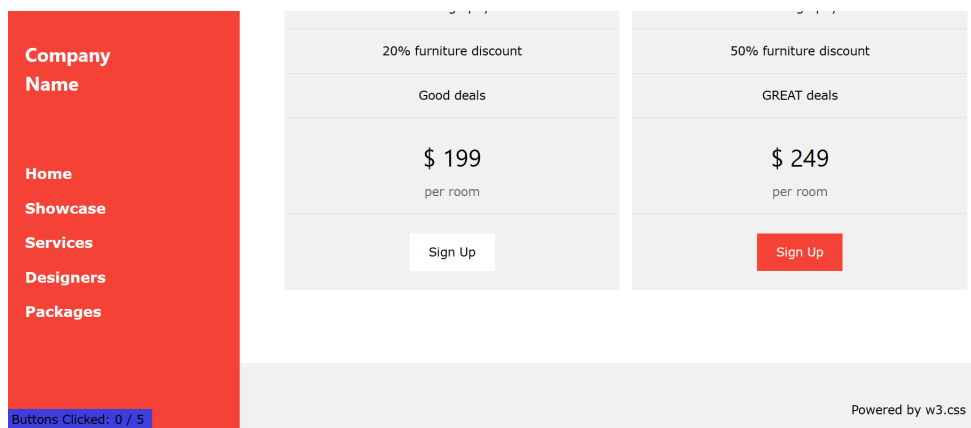 Company
Name
Home
Showcase
Services
Designers
Packages
Buttons Clicked: 0 / 5
20% furniture discount
Good deals
$ 199
per room
Sign Up
50% furniture discount
GREAT deals
$ 249
per room
Sign Up
Powered by w3.css